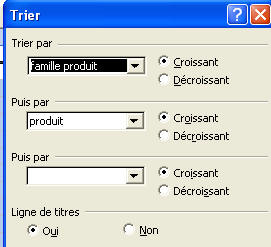 Trier
Trier par
famille produit
Croissant
Décroissant
Puis par
produit
Croissant
Décroissant
Puis par
Croissant
Décroissant
Ligne de titres
Oui
Non